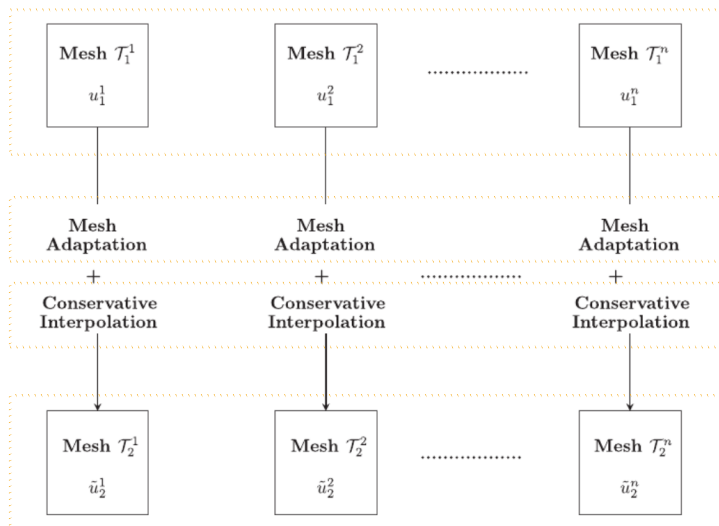 Mesh 𝒯₁¹ Mesh 𝒯₁² Mesh 𝒯₁ⁿ
u₁¹ u₁² ........ u₁ⁿ
Mesh Mesh Mesh
Adaptation Adaptation Adaptation
+ + ........ +
Conservative Conservative Conservative
Interpolation Interpolation Interpolation
Mesh 𝒯₂¹ Mesh 𝒯₂² ........ Mesh 𝒯₂ⁿ
ũ₂¹ ũ₂² ũ₂ⁿ